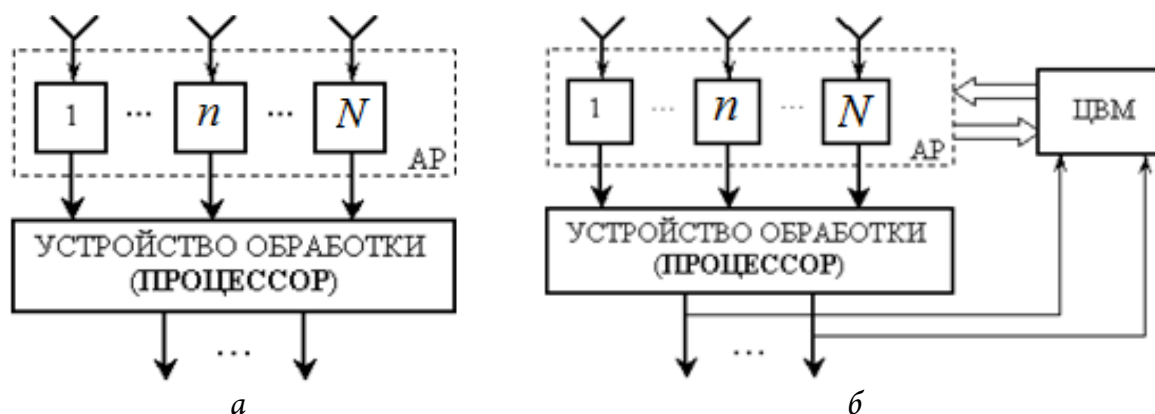 1 ... n ... N
АР
УСТРОЙСТВО ОБРАБОТКИ
(ПРОЦЕССОР)
...
а
1 ... n ... N
АР
ЦВМ
УСТРОЙСТВО ОБРАБОТКИ
(ПРОЦЕССОР)
...
б